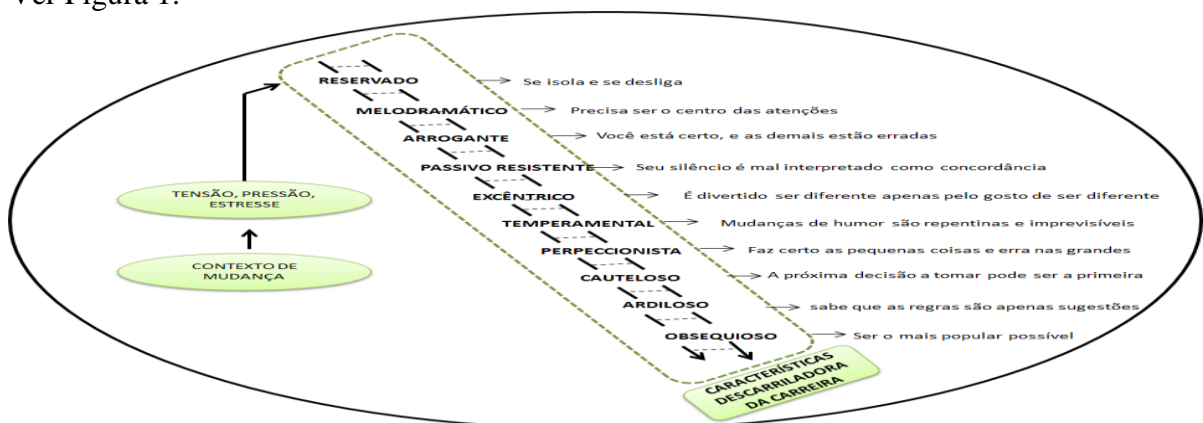 Ver Figura 1.
RESERVADO
Se isola e se desliga
MELODRAMÁTICO
Precisa ser o centro das atenções
ARROGANTE
Você está certo, e as demais estão erradas
PASSIVO RESISTENTE
Seu silêncio é mal interpretado como concordância
EXCÊNTRICO
É divertido ser diferente apenas pelo gosto de ser diferente
TEMPERAMENTAL
Mudanças de humor são repentinas e imprevisíveis
PERPECCIONISTA
Faz certo as pequenas coisas e erra nas grandes
CAUTELOSO
A próxima decisão a tomar pode ser a primeira
ARDILOSO
sabe que as regras são apenas sugestões
OBSEQUIOSO
Ser o mais popular possível
TENSÃO, PRESSÃO,
ESTRESSE
CONTEXTO DE
MUDANÇA
CARACTERÍSTICAS
DESCARRILADORA
DA CARREIRA